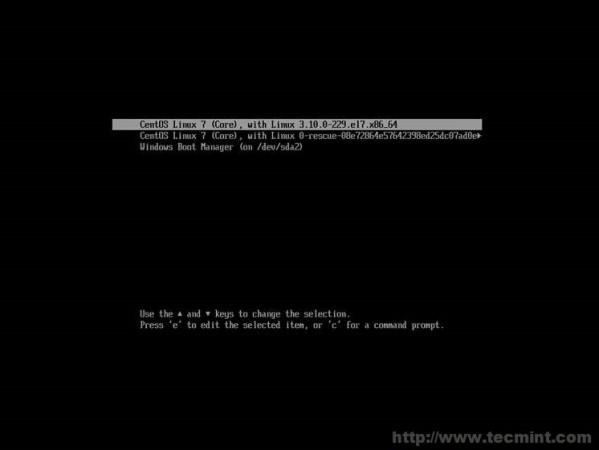 CentOS Linux 7 (Core), with Linux 3.10.0-229.el7.x86_64
CentOS Linux 7 (Core), with Linux 0-rescue-08e72864e57642398ed25dc07ad0e▶
Windows Boot Manager (on /dev/sda2)
Use the ▲ and ▼ keys to change the selection.
Press 'e' to edit the selected item, or 'c' for a command prompt.
http://www.tecmint.com